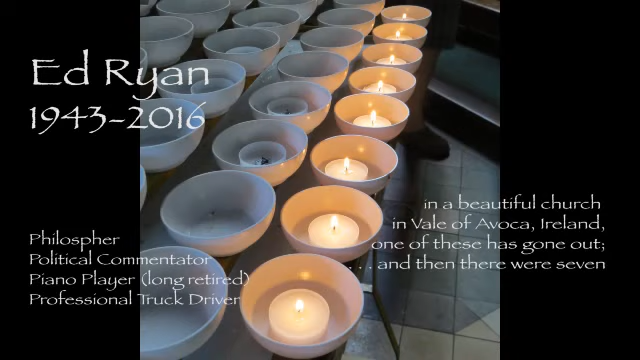 Ed Ryan
1943-2016
Philospher
Political Commentator
Piano Player (long retired)
Professional Truck Driver
in a beautiful church
in Vale of Avoca, Ireland,
one of these has gone out;
. . . and then there were seven